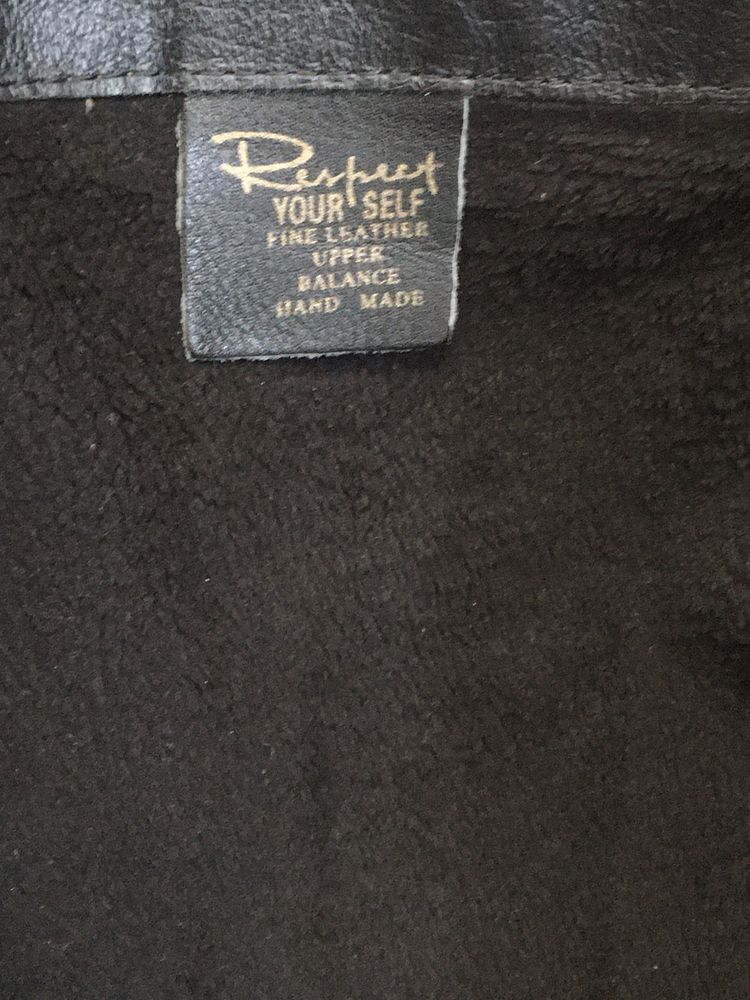 Respect
YOUR SELF
FINE LEATHER
UPPER
BALANCE
HAND MADE